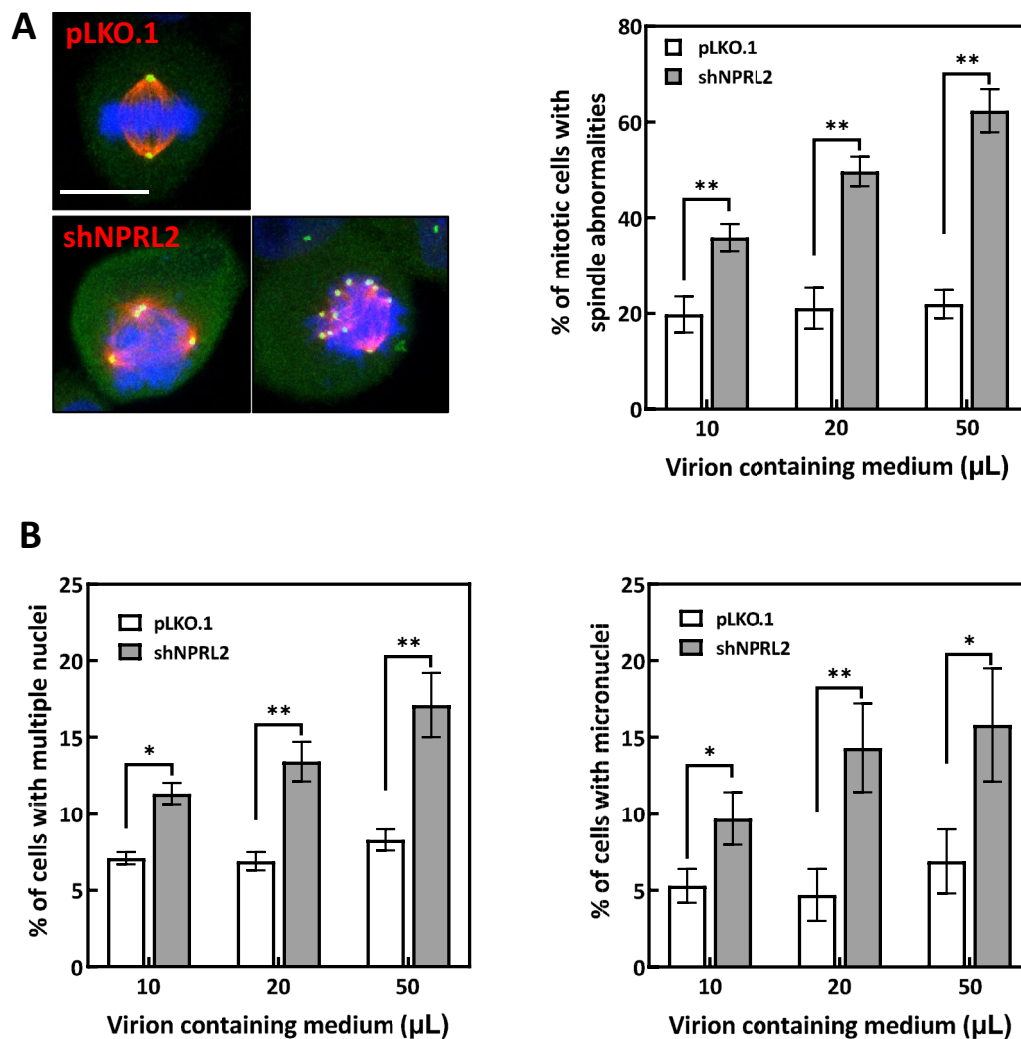 A
pLKO.1
shNPRL2
% of mitotic cells with
spindle abnormalities
80
60
40
20
0
pLKO.1
shNPRL2
**
**
**
10 20 50
Virion containing medium (µL)
B
% of cells with multiple nuclei
25
20
15
10
5
0
pLKO.1
shNPRL2
*
**
**
10 20 50
Virion containing medium (µL)
% of cells with micronuclei
25
20
15
10
5
0
pLKO.1
shNPRL2
*
**
*
10 20 50
Virion containing medium (µL)